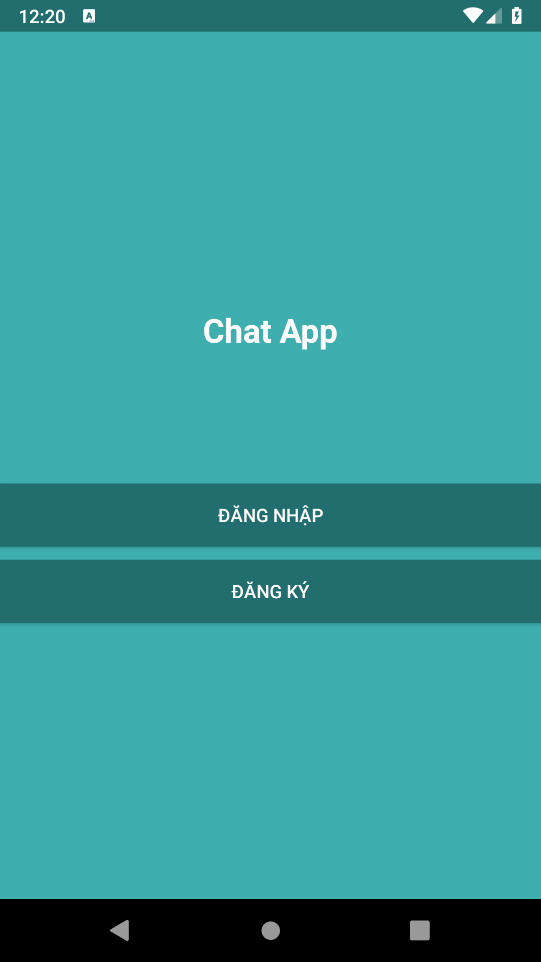 12:20
Chat App
ĐĂNG NHẬP
ĐĂNG KÝ